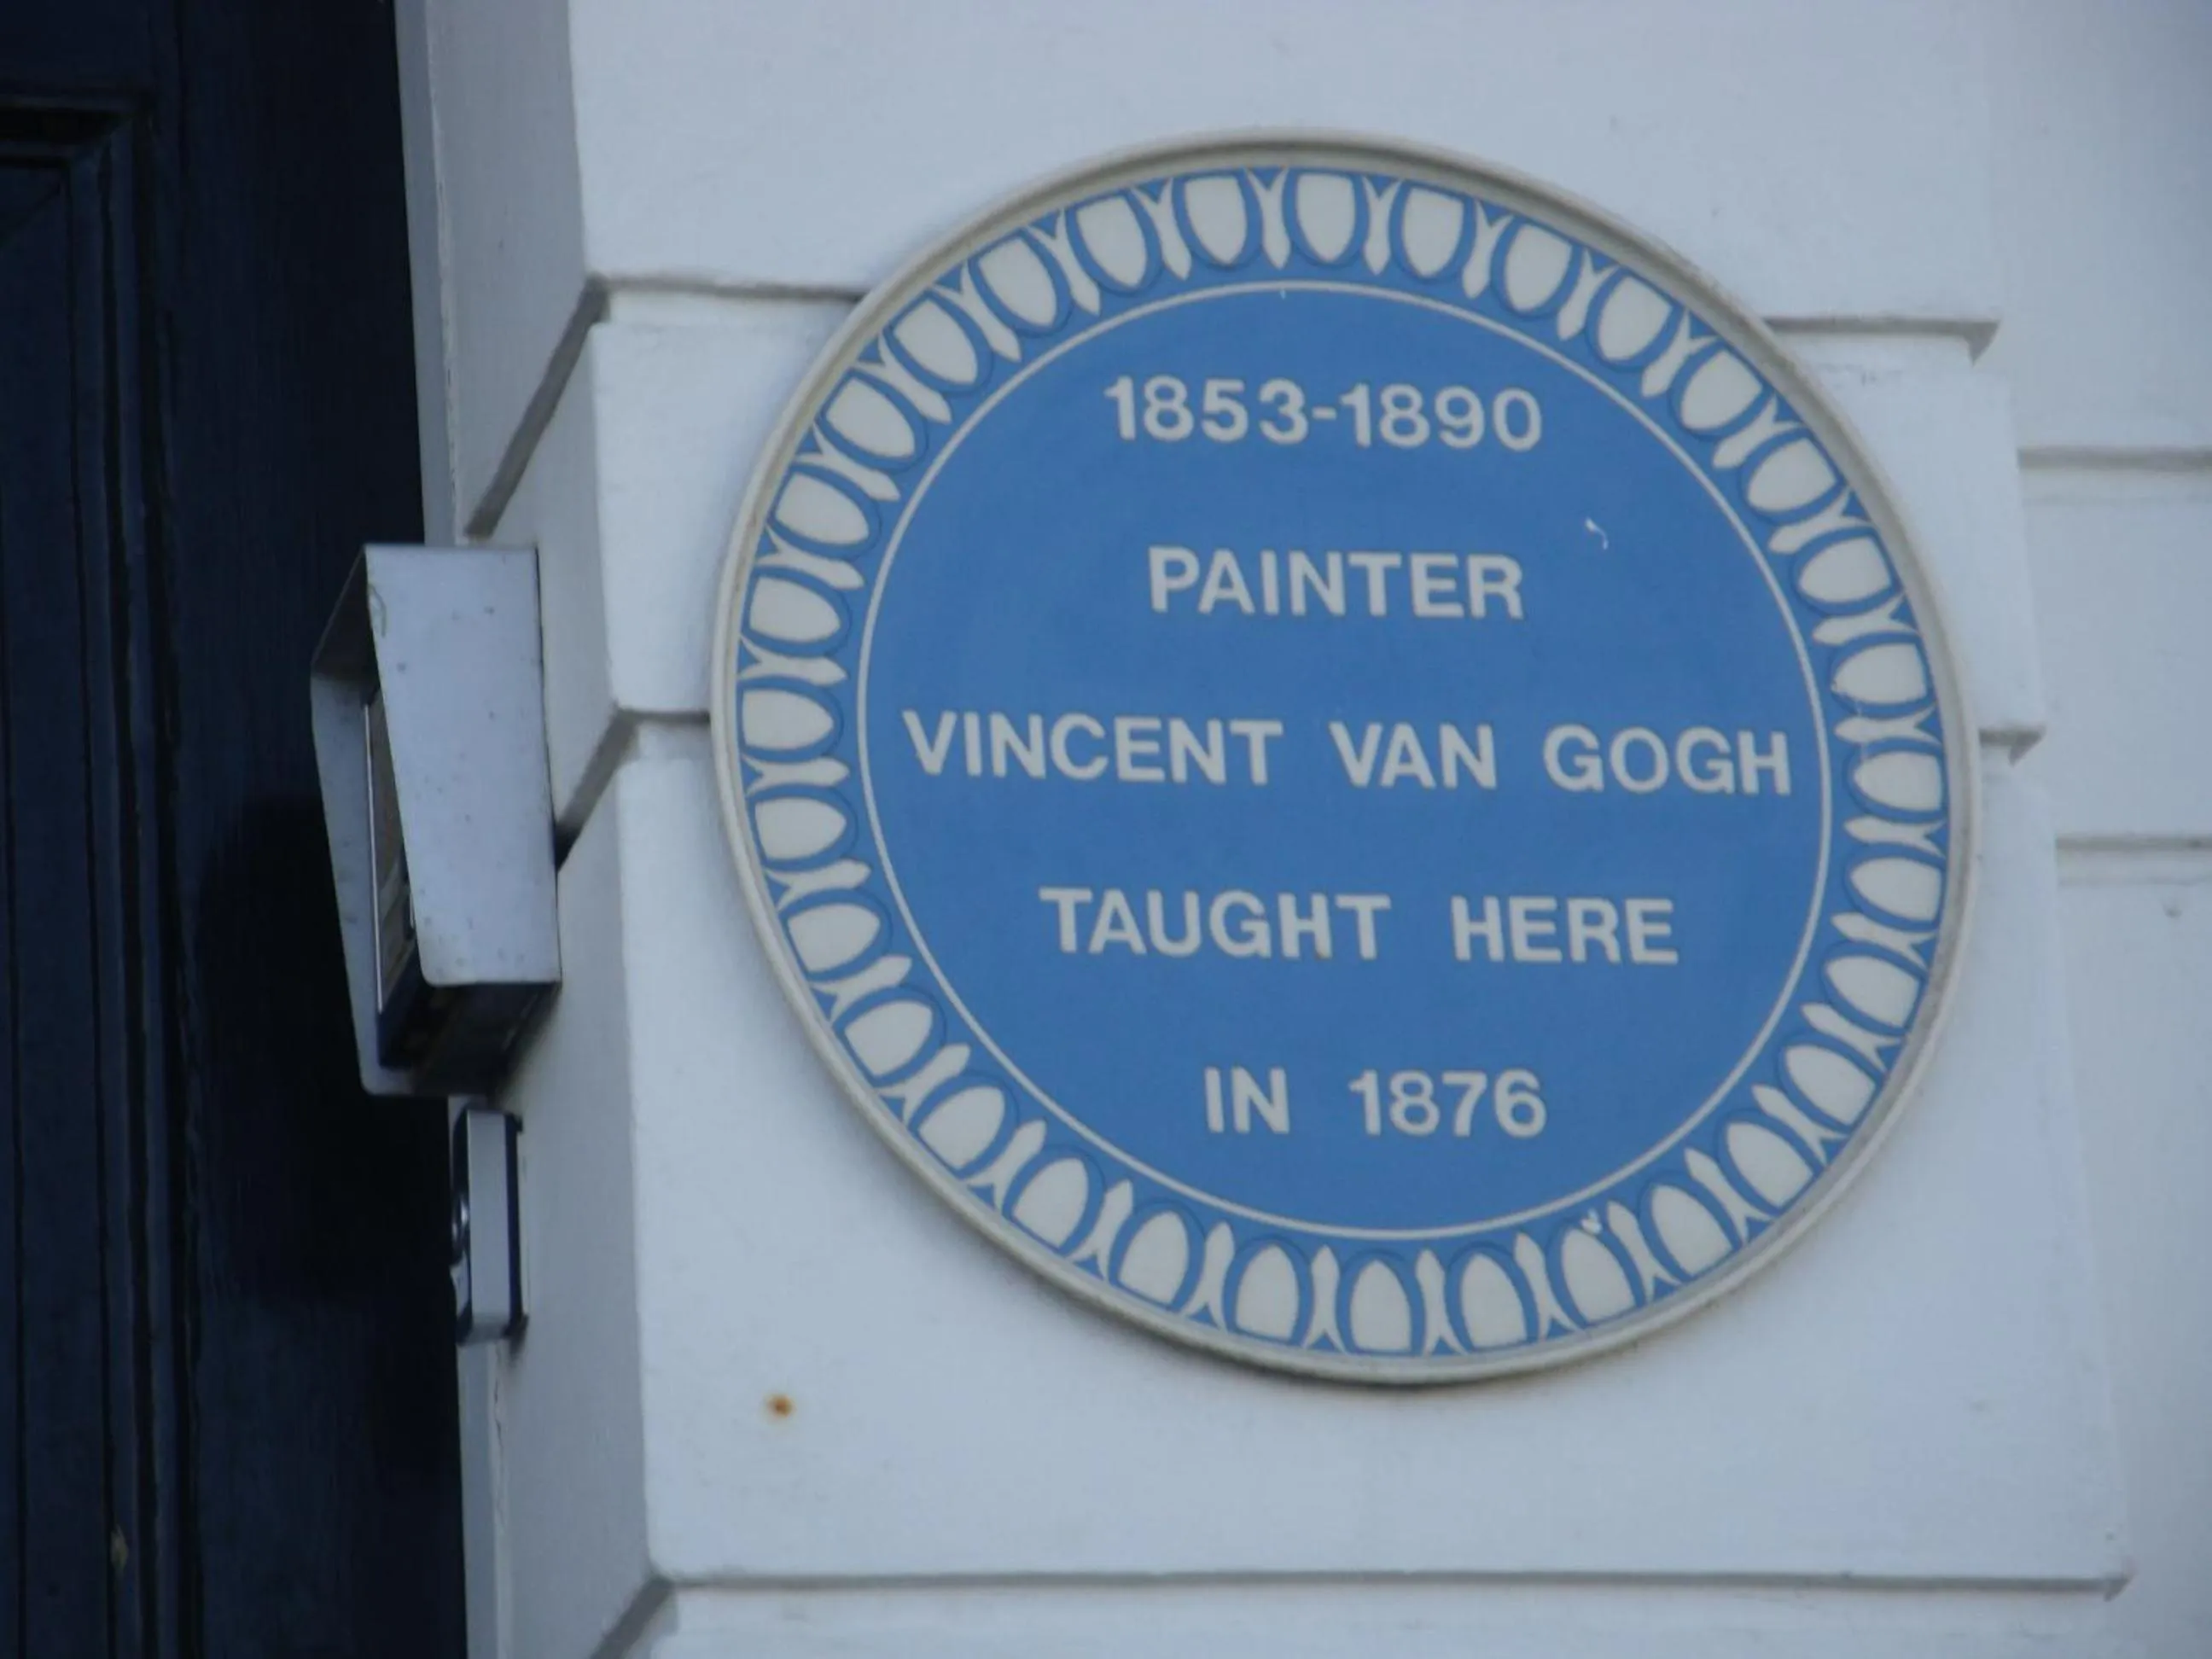 1853-1890
PAINTER
VINCENT VAN GOGH
TAUGHT HERE
IN 1876